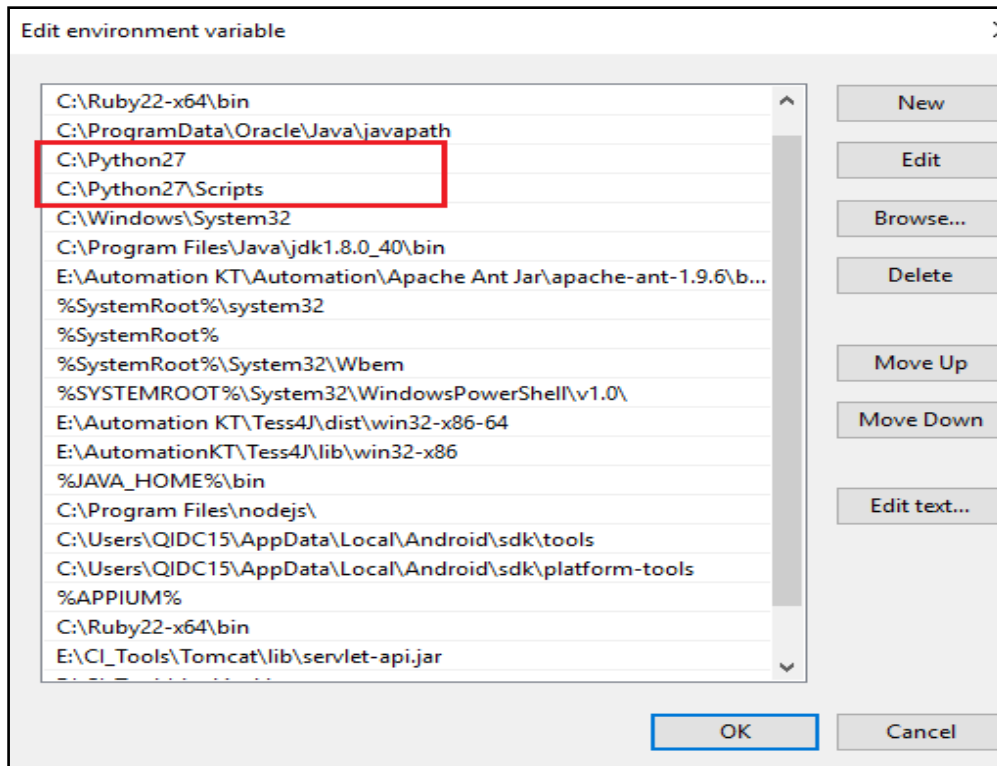 Edit environment variable
C:\Ruby22-x64\bin
C:\ProgramData\Oracle\Java\javapath
C:\Python27
C:\Python27\Scripts
C:\Windows\System32
C:\Program Files\Java\jdk1.8.0_40\bin
E:\Automation KT\Automation\Apache Ant Jar\apache-ant-1.9.6\b...
%SystemRoot%\system32
%SystemRoot%
%SystemRoot%\System32\Wbem
%SYSTEMROOT%\System32\WindowsPowerShell\v1.0\
E:\Automation KT\Tess4J\dist\win32-x86-64
E:\AutomationKT\Tess4J\lib\win32-x86
%JAVA_HOME%\bin
C:\Program Files\nodejs\
C:\Users\QIDC15\AppData\Local\Android\sdk\tools
C:\Users\QIDC15\AppData\Local\Android\sdk\platform-tools
%APPIUM%
C:\Ruby22-x64\bin
E:\CI_Tools\Tomcat\lib\servlet-api.jar
New
Edit
Browse...
Delete
Move Up
Move Down
Edit text...
OK
Cancel